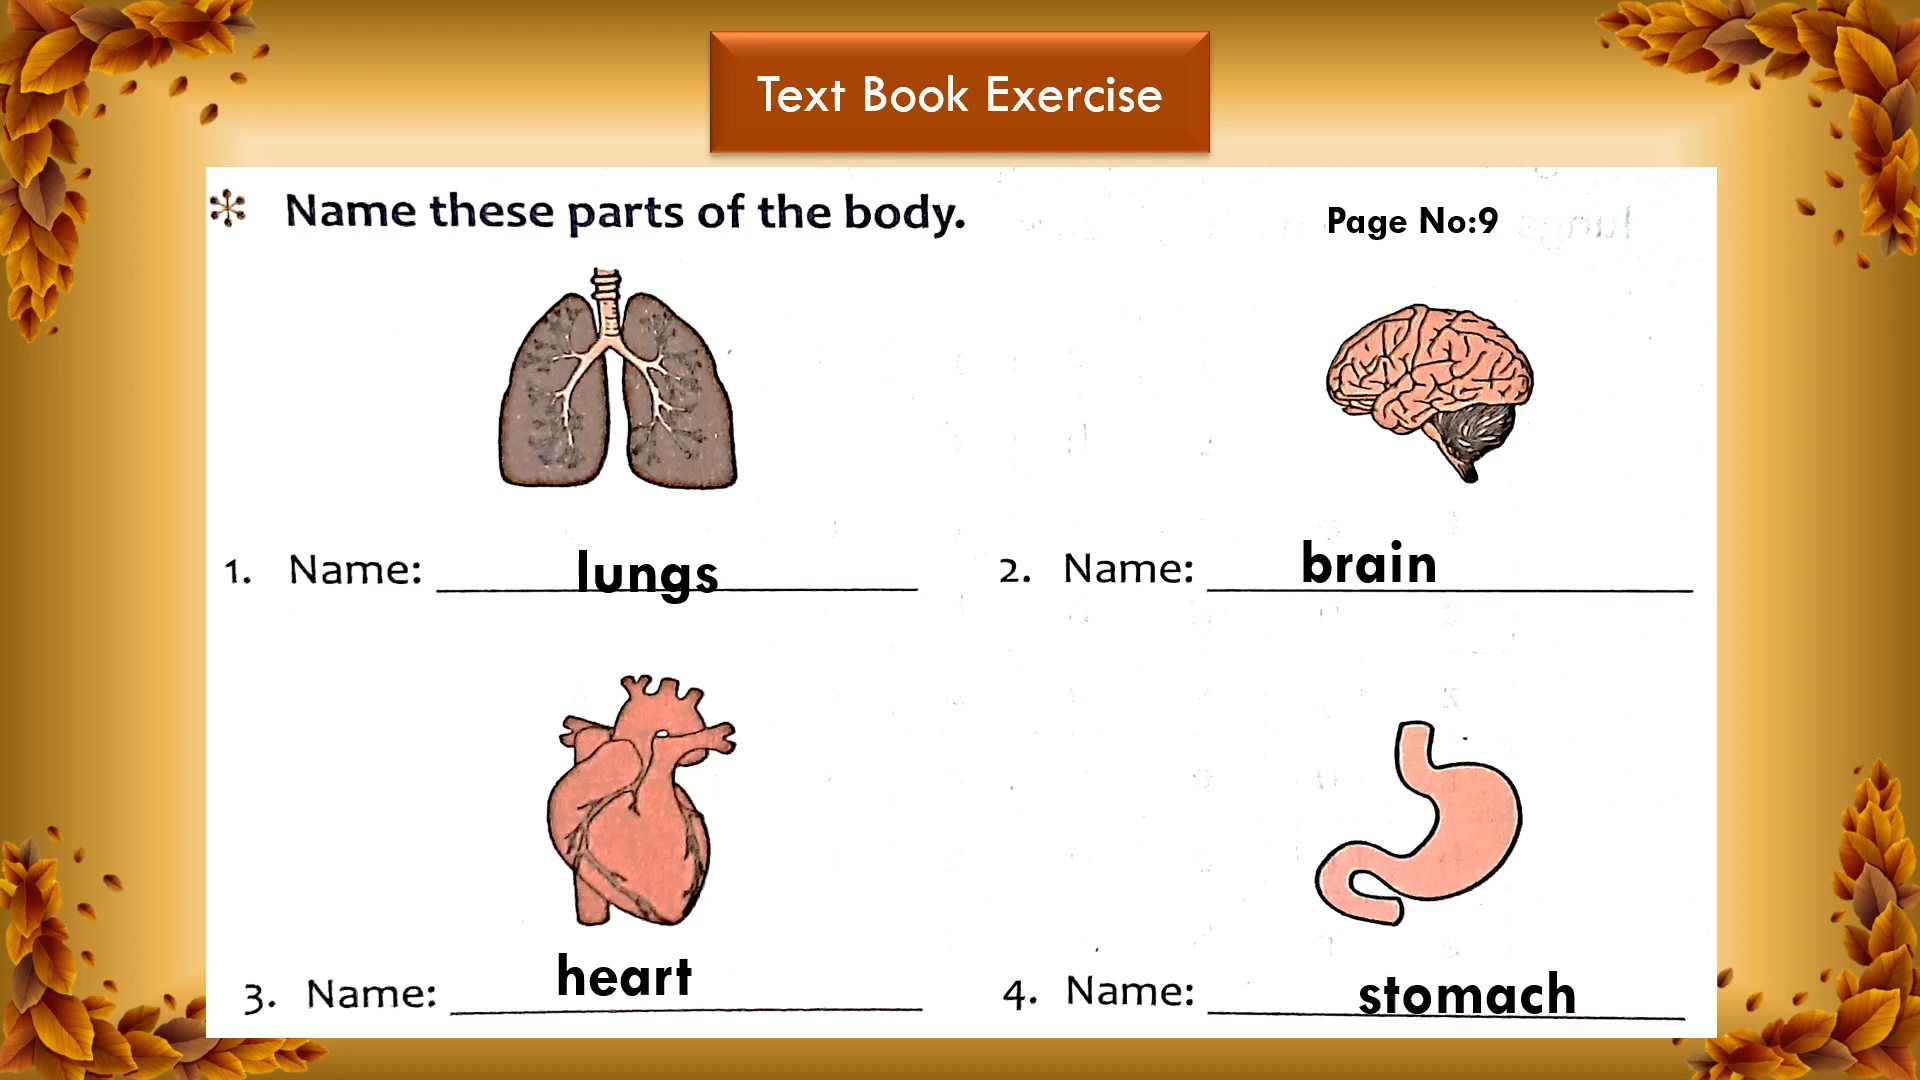 Text Book Exercise
Name these parts of the body.
Page No:9
1. Name: lungs
2. Name: brain
3. Name: heart
4. Name: stomach